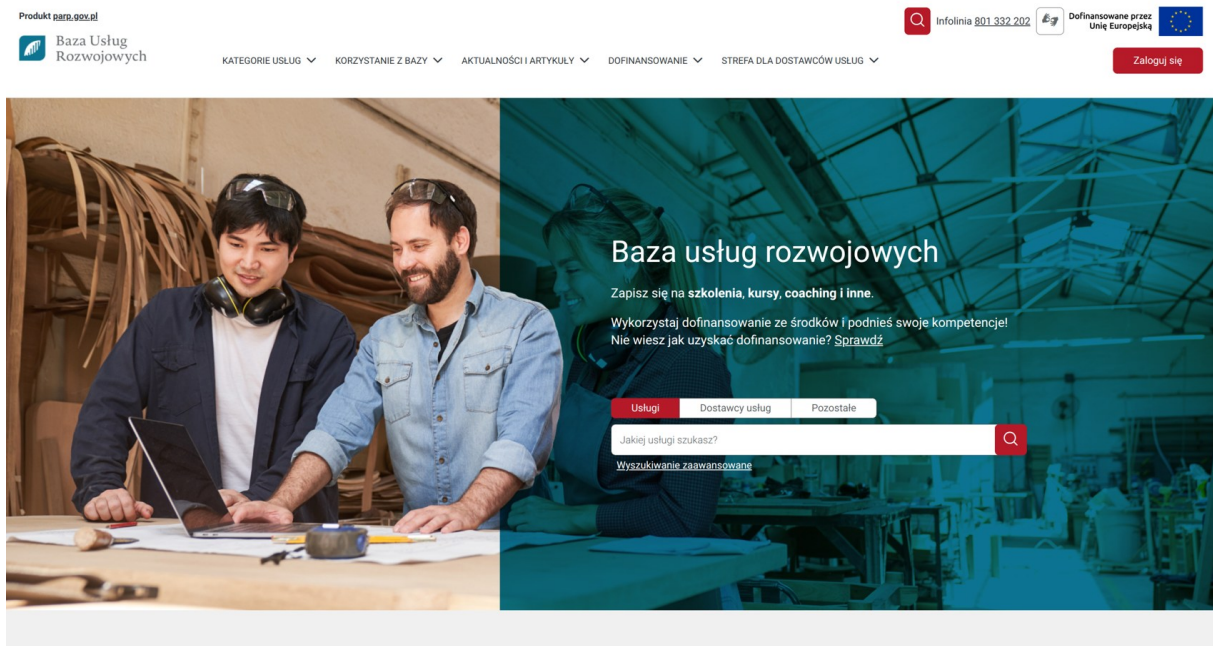 Produkt parp.gov.pl
Infolinia 801 332 202
Dofinansowane przez
Unię Europejską
Baza Usług
Rozwojowych
KATEGORIE USŁUG
KORZYSTANIE Z BAZY
AKTUALNOŚCI I ARTYKUŁY
DOFINANSOWANIE
STREFA DLA DOSTAWCÓW USŁUG
Zaloguj się
Baza usług rozwojowych
Zapisz się na szkolenia, kursy, coaching i inne.
Wykorzystaj dofinansowanie ze środków i podnieś swoje kompetencje!
Nie wiesz jak uzyskać dofinansowanie? Sprawdź
Usługi
Dostawcy usług
Pozostałe
Jakiej usługi szukasz?
Wyszukiwanie zaawansowane